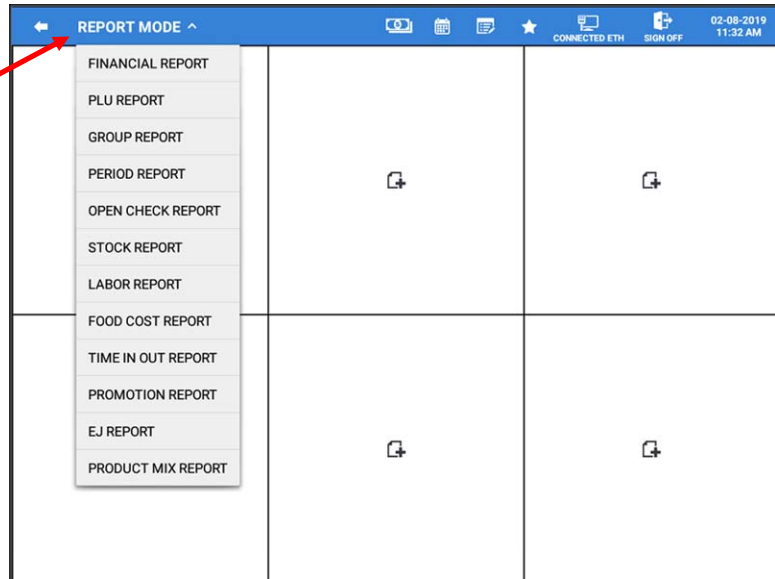 REPORT MODE
CONNECTED ETH
SIGN OFF
02-08-2019
11:32 AM
FINANCIAL REPORT
PLU REPORT
GROUP REPORT
PERIOD REPORT
OPEN CHECK REPORT
STOCK REPORT
LABOR REPORT
FOOD COST REPORT
TIME IN OUT REPORT
PROMOTION REPORT
EJ REPORT
PRODUCT MIX REPORT